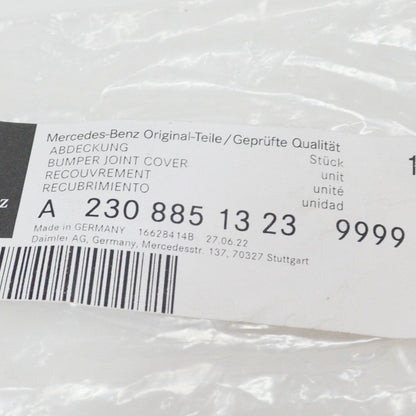 Mercedes-Benz Original-Teile/Geprüfte Qualität
ABDECKUNG Stück 1
BUMPER JOINT COVER unit
RECOUVREMENT unité
RECUBRIMIENTO unidad
z A 230 885 13 23 9999
Made in GERMANY 16628414B 27.06.22
Daimler AG, Germany, Mercedesstr. 137, 70327 Stuttgart